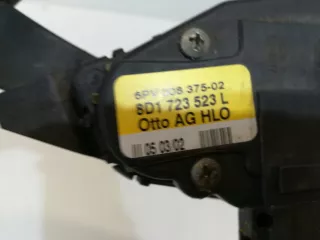 6PV 008 375-02
8D1 723 523 L
Otto AG HLO
05 03 02